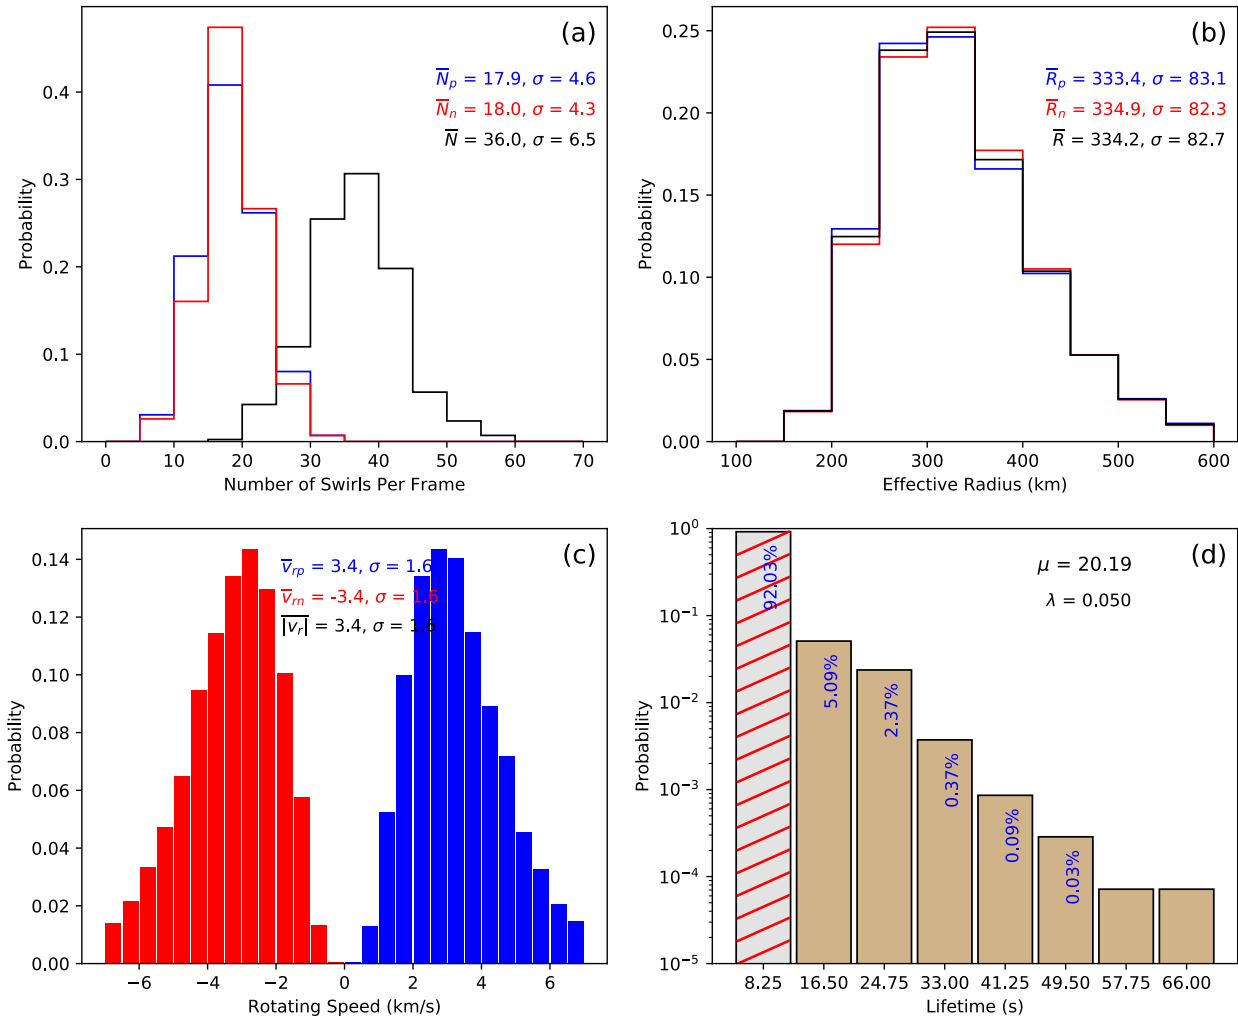 (a)
N̅p = 17.9, σ = 4.6
N̅n = 18.0, σ = 4.3
N̅ = 36.0, σ = 6.5
Probability
0.4
0.3
0.2
0.1
0.0
0 10 20 30 40 50 60 70
Number of Swirls Per Frame
(b)
R̅p = 333.4, σ = 83.1
R̅n = 334.9, σ = 82.3
R̅ = 334.2, σ = 82.7
Probability
0.25
0.20
0.15
0.10
0.05
0.00
100 200 300 400 500 600
Effective Radius (km)
(c)
v̅rp = 3.4, σ = 1.6
v̅rn = -3.4, σ = 1.6
|v̅r̅| = 3.4, σ = 1.6
Probability
0.14
0.12
0.10
0.08
0.06
0.04
0.02
0.00
−6 −4 −2 0 2 4 6
Rotating Speed (km/s)
(d)
μ = 20.19
λ = 0.050
Probability
10⁰
10⁻¹
10⁻²
10⁻³
10⁻⁴
10⁻⁵
92.03%
5.09%
2.37%
0.37%
0.09%
0.03%
8.25 16.50 24.75 33.00 41.25 49.50 57.75 66.00
Lifetime (s)